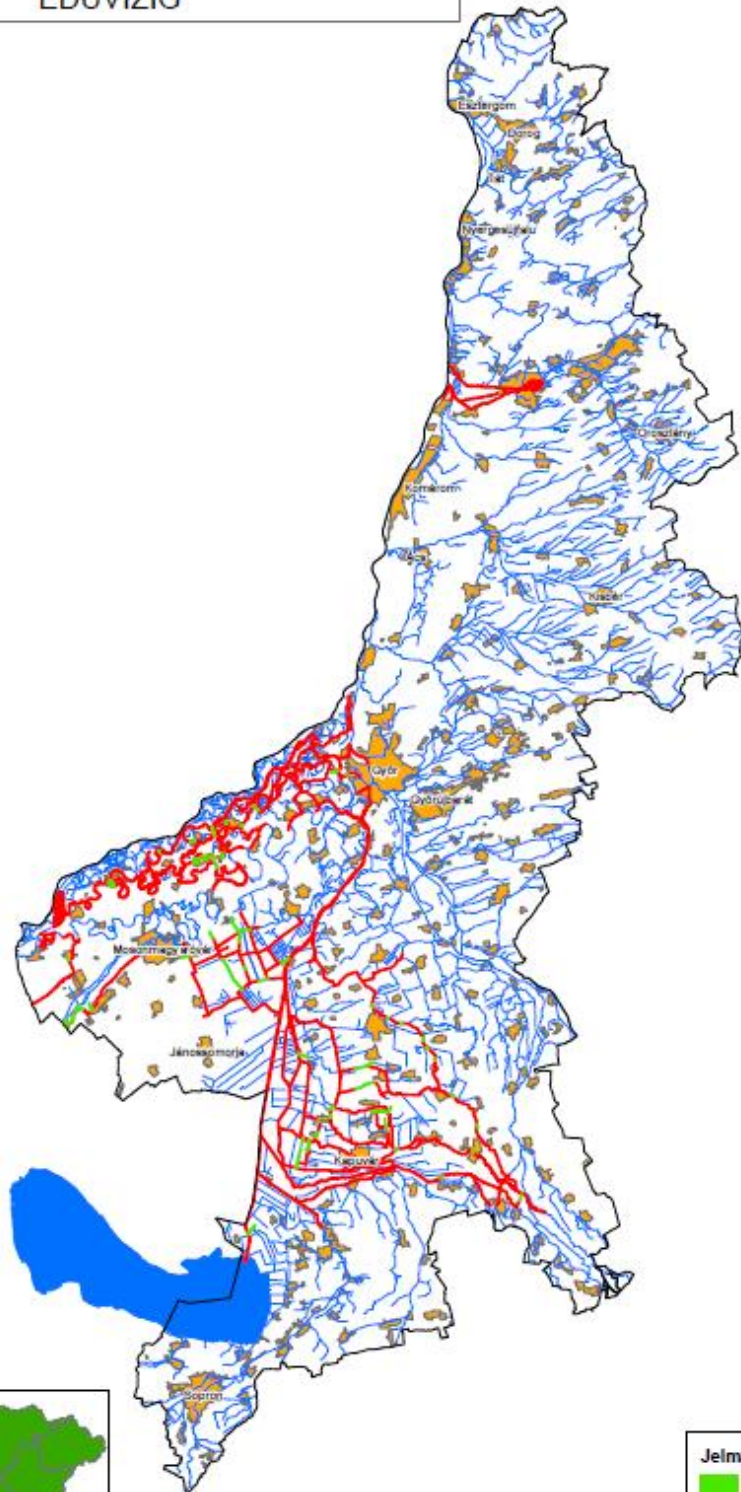 ÉDUVIZIG
Esztergom
Dorog
Tát
Nyergesújfalu
Oroszlány
Komárom
Ács
Kisbér
Győr
Győrújbarát
Mosonmagyaróvár
Jánossomorja
Kapuvár
Sopron
Jelm